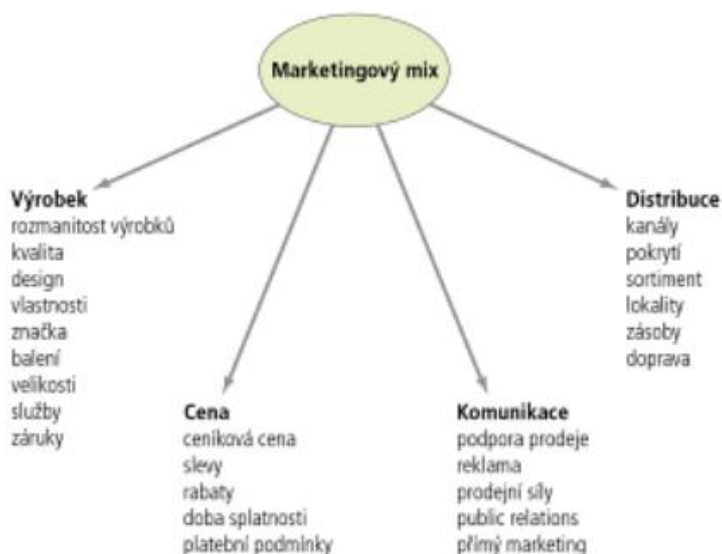 Marketingový mix
Výrobek
rozmanitost výrobků
kvalita
design
vlastnosti
značka
balení
velikosti
služby
záruky
Cena
ceníková cena
slevy
rabaty
doba splatnosti
platební podmínky
Komunikace
podpora prodeje
reklama
prodejní síly
public relations
přímý marketing
Distribuce
kanály
pokrytí
sortiment
lokality
zásoby
doprava